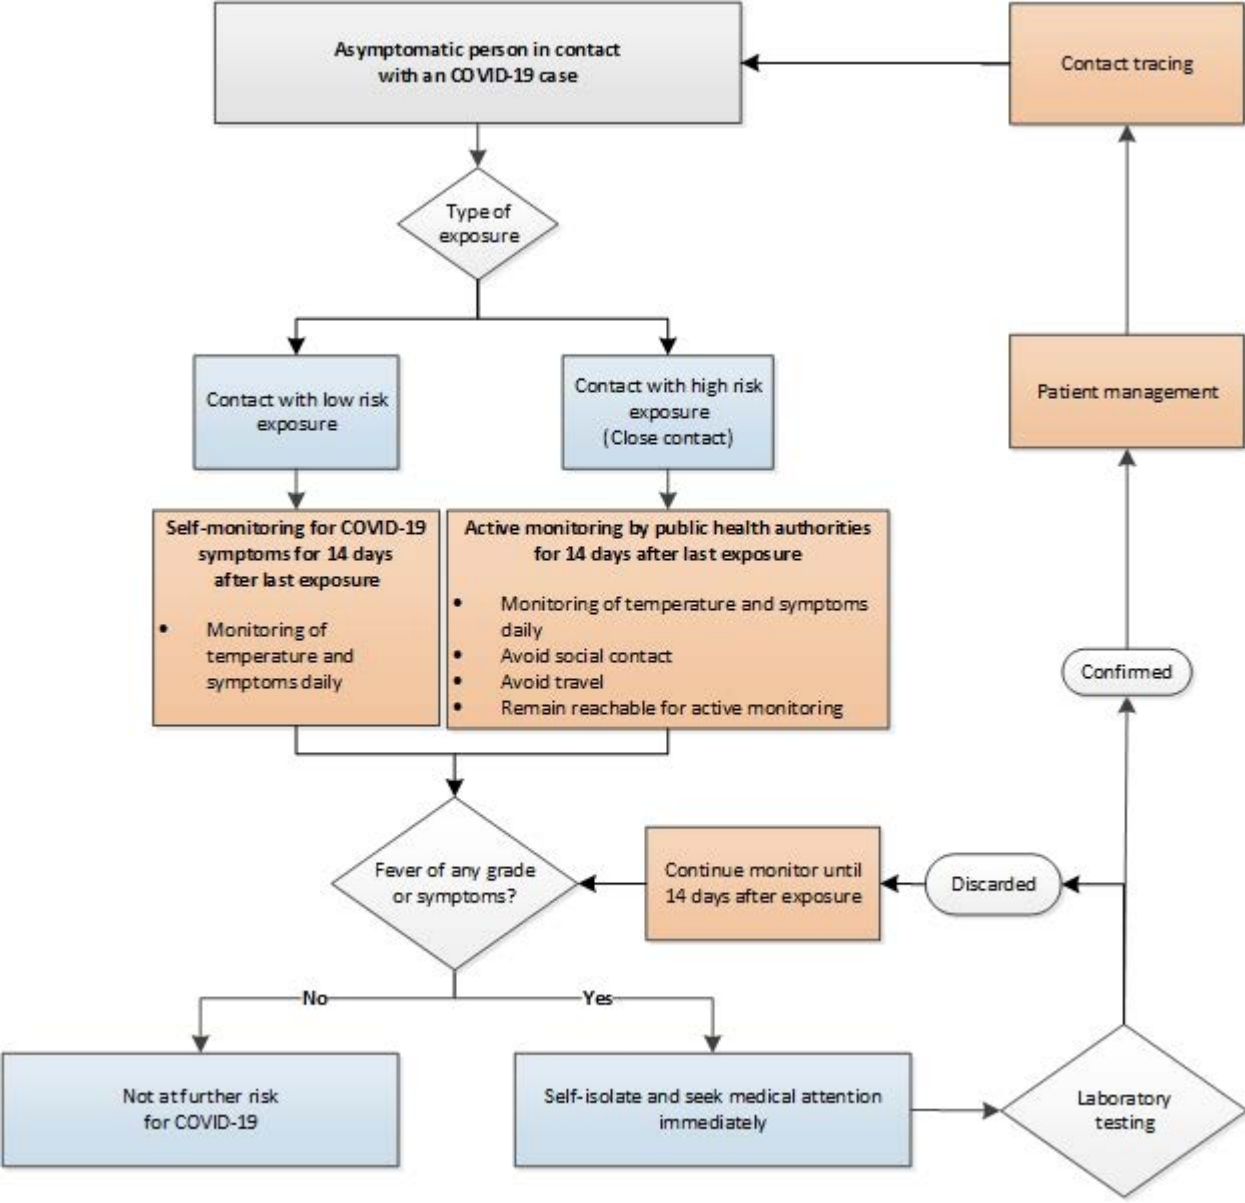 Asymptomatic person in contact
with an COVID-19 case
Contact tracing
Type of
exposure
Contact with low risk
exposure
Contact with high risk
exposure
(Close contact)
Patient management
Self-monitoring for COVID-19
symptoms for 14 days
after last exposure
• Monitoring of
temperature and
symptoms daily
Active monitoring by public health authorities
for 14 days after last exposure
• Monitoring of temperature and symptoms
daily
• Avoid social contact
• Avoid travel
• Remain reachable for active monitoring
Confirmed
Fever of any grade
or symptoms?
Continue monitor until
14 days after exposure
Discarded
No
Yes
Not at further risk
for COVID-19
Self-isolate and seek medical attention
immediately
Laboratory
testing